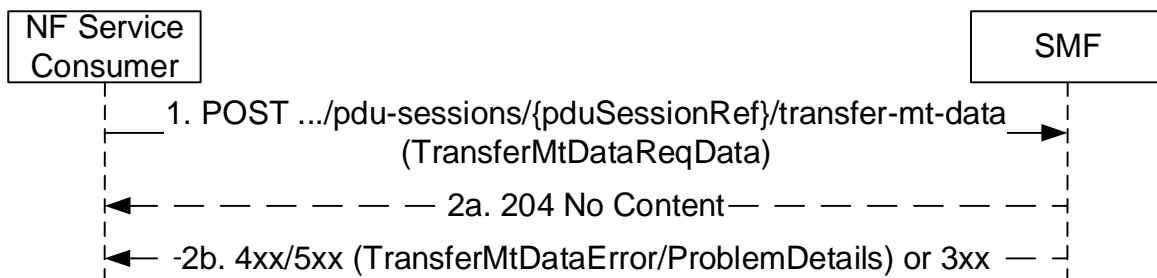 NF Service
Consumer
SMF
1. POST .../pdu-sessions/{pduSessionRef}/transfer-mt-data
(TransferMtDataReqData)
2a. 204 No Content
2b. 4xx/5xx (TransferMtDataError/ProblemDetails) or 3xx